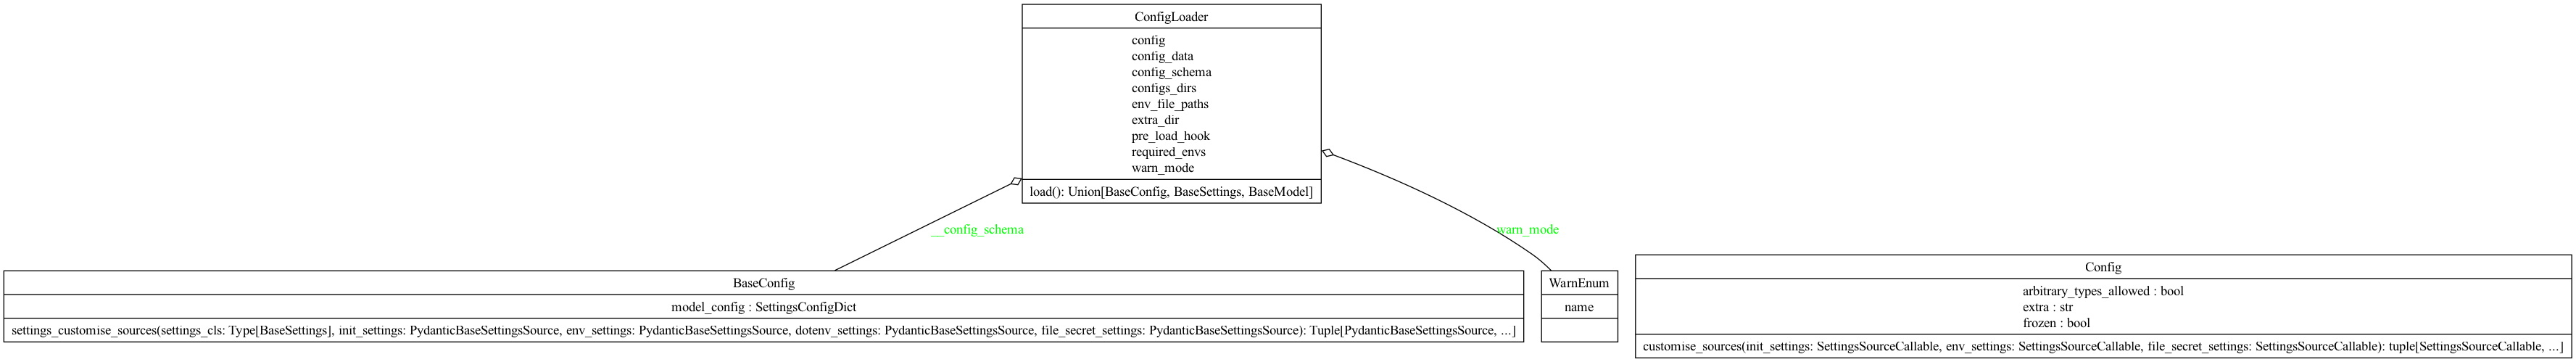 ConfigLoader
config
config_data
config_schema
configs_dirs
env_file_paths
extra_dir
pre_load_hook
required_envs
warn_mode
load(): Union[BaseConfig, BaseSettings, BaseModel]
__config_schema
warn_mode
BaseConfig
model_config : SettingsConfigDict
settings_customise_sources(settings_cls: Type[BaseSettings], init_settings: PydanticBaseSettingsSource, env_settings: PydanticBaseSettingsSource, dotenv_settings: PydanticBaseSettingsSource, file_secret_settings: PydanticBaseSettingsSource): Tuple[PydanticBaseSettingsSource, ...]
WarnEnum
name
Config
arbitrary_types_allowed : bool
extra : str
frozen : bool
customise_sources(init_settings: SettingsSourceCallable, env_settings: SettingsSourceCallable, file_secret_settings: SettingsSourceCallable): tuple[SettingsSourceCallable, ...]